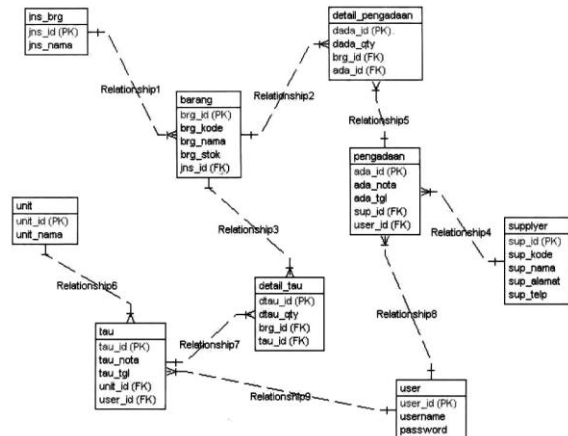 jns_brg
jns_id (PK)
jns_nama
detail_pengadaan
dada_id (PK)
dada_qty
brg_id (FK)
ada_id (FK)
Relationship1
Relationship2
barang
brg_id (PK)
brg_kode
brg_nama
brg_stok
jns_id (FK)
Relationship5
pengadaan
ada_id (PK)
ada_nota
ada_tgl
sup_id (FK)
user_id (FK)
unit
unit_id (PK)
unit_nama
Relationship3
Relationship4
supplyer
sup_id (PK)
sup_kode
sup_nama
sup_alamat
sup_telp
Relationship6
detail_tau
dtau_id (PK)
dtau_qty
brg_id (FK)
tau_id (FK)
Relationship8
tau
tau_id (PK)
tau_nota
tau_tgl
unit_id (FK)
user_id (FK)
Relationship7
Relationship9
user
user_id (PK)
username
password